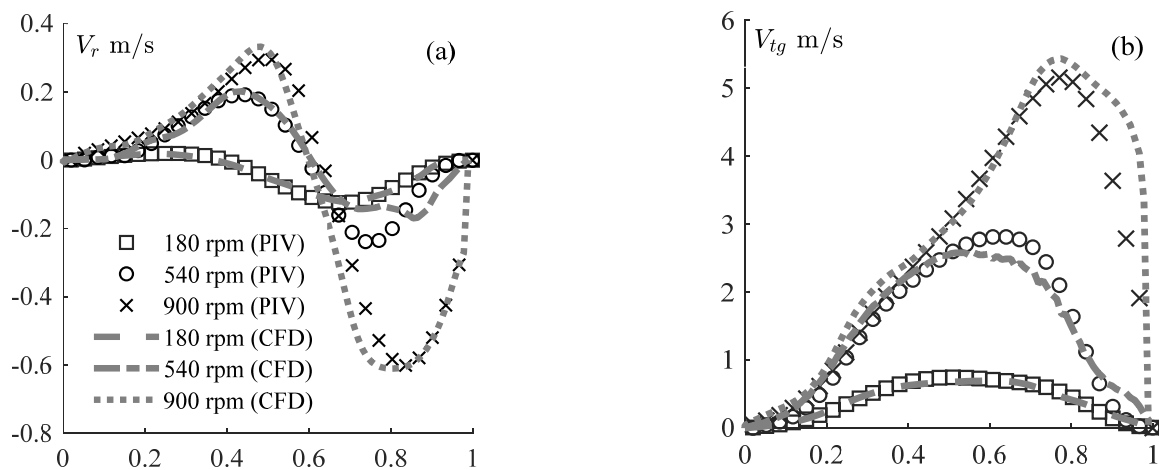 V_r m/s
(a)
0.4
0.2
0
-0.2
-0.4
-0.6
-0.8
180 rpm (PIV)
540 rpm (PIV)
900 rpm (PIV)
180 rpm (CFD)
540 rpm (CFD)
900 rpm (CFD)
0 0.2 0.4 0.6 0.8 1
V_{tg} m/s
(b)
6
5
4
3
2
1
0
0 0.2 0.4 0.6 0.8 1